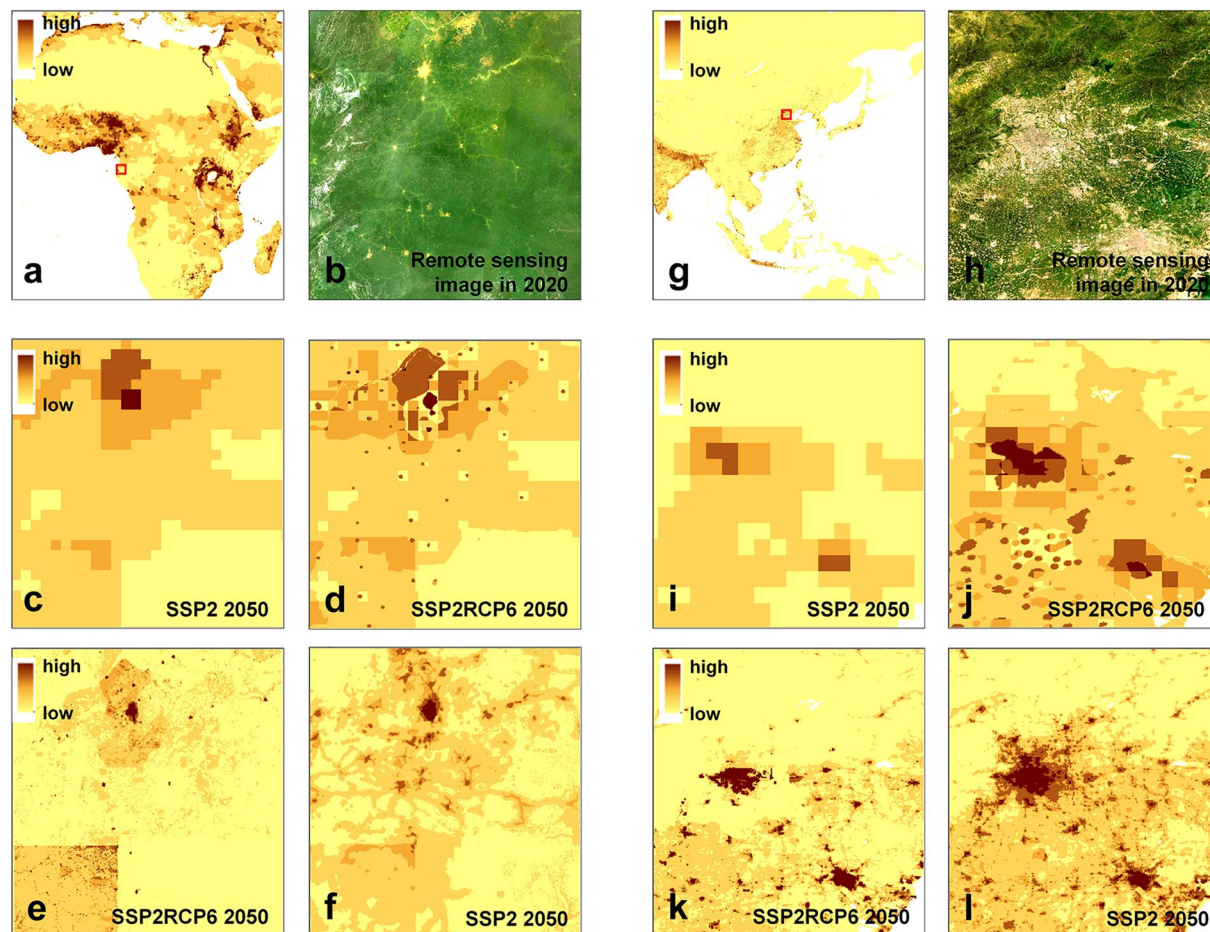 high
low
a
b
Remote sensing
image in 2020
high
low
g
h
Remote sensing
image in 2020
high
low
c
SSP2 2050
d
SSP2RCP6 2050
high
low
i
SSP2 2050
j
SSP2RCP6 2050
high
low
e
SSP2RCP6 2050
f
SSP2 2050
high
low
k
SSP2RCP6 2050
l
SSP2 2050